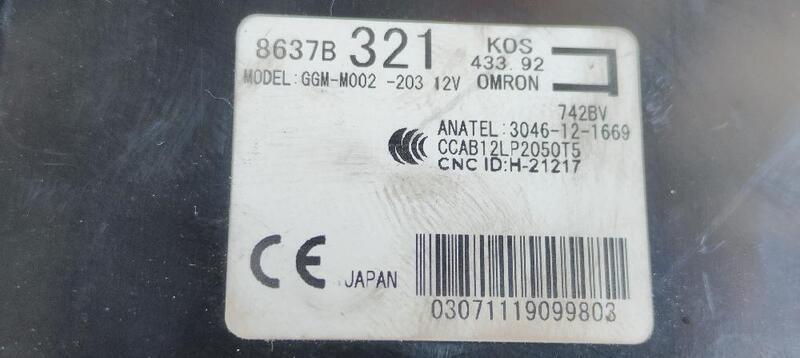 8637B 321 KOS
433.92
MODEL:GGM-M002 -203 12V OMRON
742BV
ANATEL:3046-12-1669
CCAB12LP2050T5
CNC ID:H-21217
CE JAPAN
03071119099803